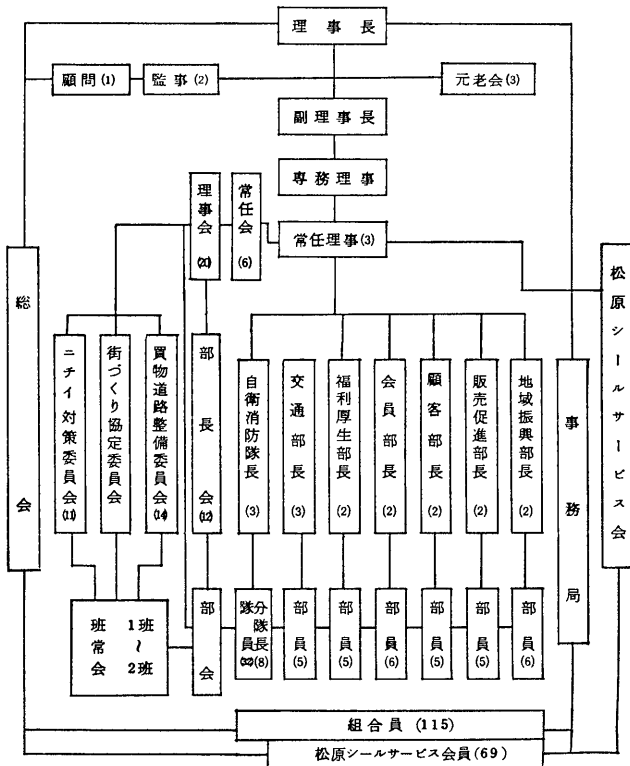 理事長
顧問(1)
監事(2)
元老会(3)
副理事長
専務理事
理事会(20)
常任会(6)
常任理事(3)
総会
松原シールサービス会
ニチイ対策委員会(11)
街づくり協定委員会
買物道路整備委員会(14)
部長会(12)
自衛消防隊長(3)
交通部長(3)
福利厚生部長(2)
会員部長(2)
顧客部長(2)
販売促進部長(2)
地域振興部長(2)
事務局
班常会
1班〜2班
部会
分隊長(8)
隊員
部員(5)
部員(5)
部員(6)
部員(5)
部員(5)
部員(6)
組合員(115)
松原シールサービス会員(69)